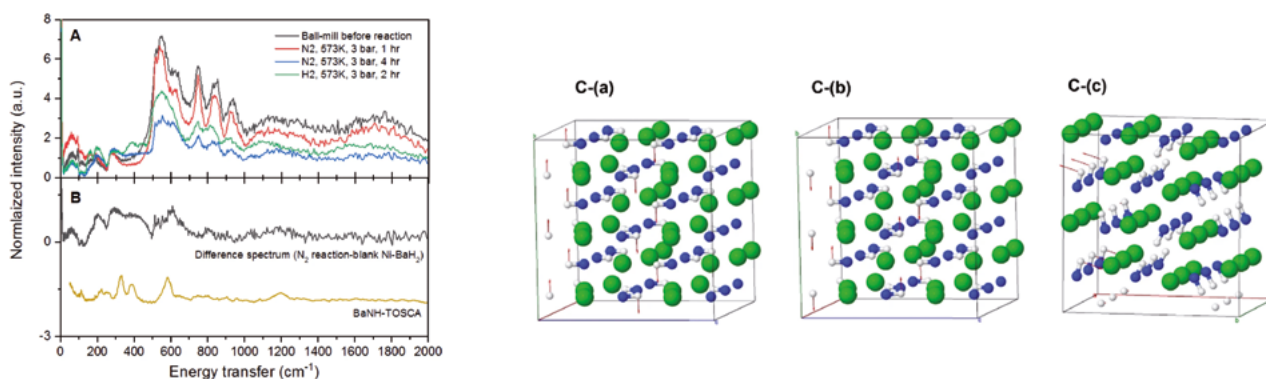 A
Ball-mill before reaction
N2, 573K, 3 bar, 1 hr
N2, 573K, 3 bar, 4 hr
H2, 573K, 3 bar, 2 hr
8
6
4
2
0
Normlaized intensity (a.u.)
B
0
Difference spectrum (N₂ reaction-blank Ni-BaH₂)
BaNH-TOSCA
-3
0 200 400 600 800 1000 1200 1400 1600 1800 2000
Energy transfer (cm⁻¹)
C-(a)
C-(b)
C-(c)